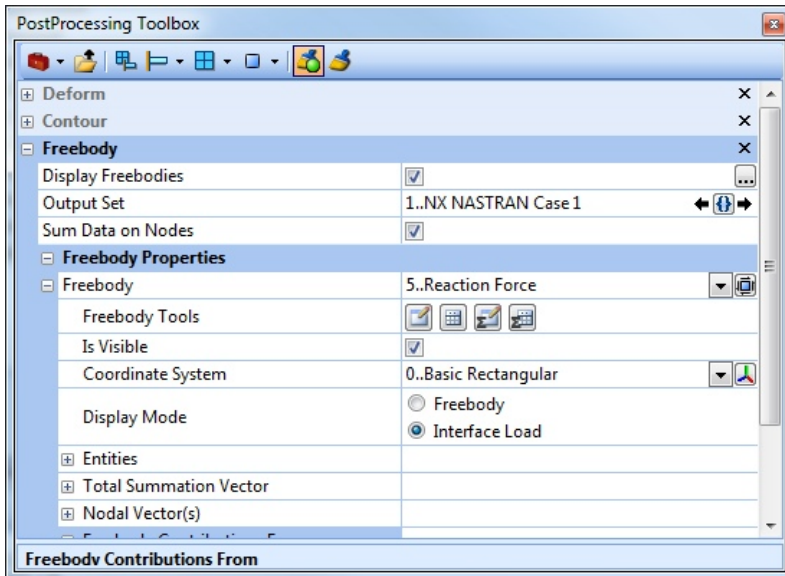 PostProcessing Toolbox
Deform
Contour
Freebody
Display Freebodies
Output Set 1..NX NASTRAN Case 1
Sum Data on Nodes
Freebody Properties
Freebody 5..Reaction Force
Freebody Tools
Is Visible
Coordinate System 0..Basic Rectangular
Display Mode Freebody
Interface Load
Entities
Total Summation Vector
Nodal Vector(s)
Freebody Contributions From